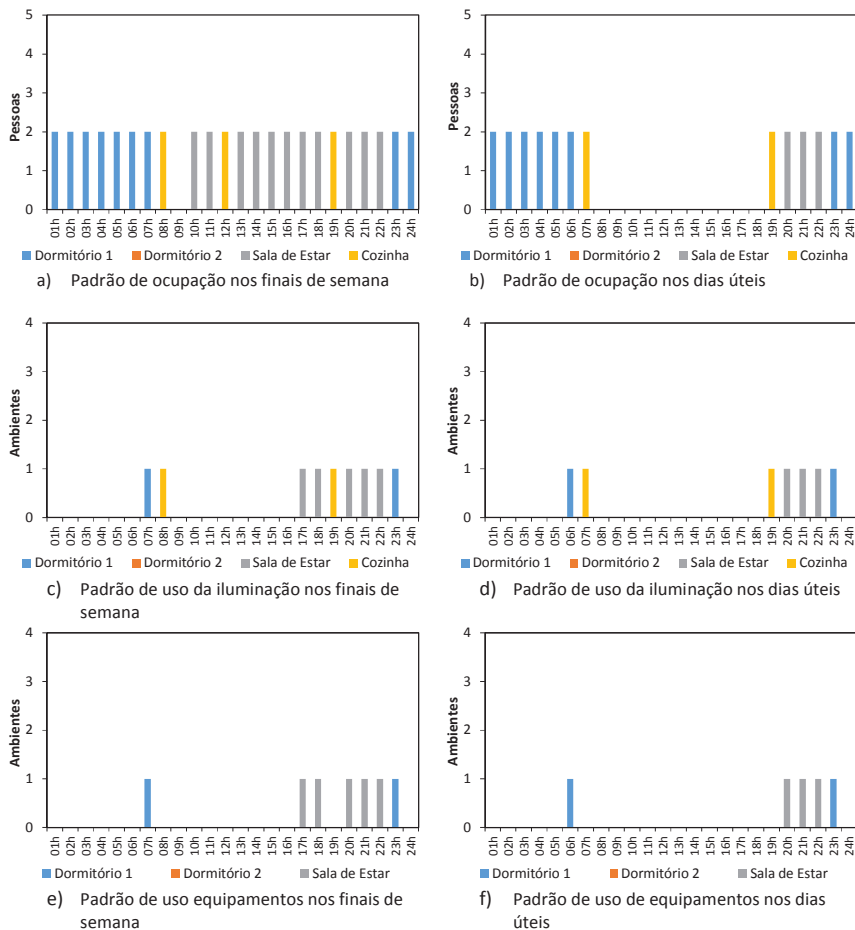 5
4
3
2
1
0
Pessoas
01h 02h 03h 04h 05h 06h 07h 08h 09h 10h 11h 12h 13h 14h 15h 16h 17h 18h 19h 20h 21h 22h 23h 24h
Dormitório 1 Dormitório 2 Sala de Estar Cozinha
a) Padrão de ocupação nos finais de semana
5
4
3
2
1
0
Pessoas
01h 02h 03h 04h 05h 06h 07h 08h 09h 10h 11h 12h 13h 14h 15h 16h 17h 18h 19h 20h 21h 22h 23h 24h
Dormitório 1 Dormitório 2 Sala de Estar Cozinha
b) Padrão de ocupação nos dias úteis
4
3
2
1
0
Ambientes
01h 02h 03h 04h 05h 06h 07h 08h 09h 10h 11h 12h 13h 14h 15h 16h 17h 18h 19h 20h 21h 22h 23h 24h
Dormitório 1 Dormitório 2 Sala de Estar Cozinha
c) Padrão de uso da iluminação nos finais de
semana
4
3
2
1
0
Ambientes
01h 02h 03h 04h 05h 06h 07h 08h 09h 10h 11h 12h 13h 14h 15h 16h 17h 18h 19h 20h 21h 22h 23h 24h
Dormitório 1 Dormitório 2 Sala de Estar Cozinha
d) Padrão de uso da iluminação nos dias úteis
4
3
2
1
0
Ambientes
01h 02h 03h 04h 05h 06h 07h 08h 09h 10h 11h 12h 13h 14h 15h 16h 17h 18h 19h 20h 21h 22h 23h 24h
Dormitório 1 Dormitório 2 Sala de Estar
e) Padrão de uso equipamentos nos finais de
semana
4
3
2
1
0
Ambientes
01h 02h 03h 04h 05h 06h 07h 08h 09h 10h 11h 12h 13h 14h 15h 16h 17h 18h 19h 20h 21h 22h 23h 24h
Dormitório 1 Dormitório 2 Sala de Estar
f) Padrão de uso de equipamentos nos dias
úteis